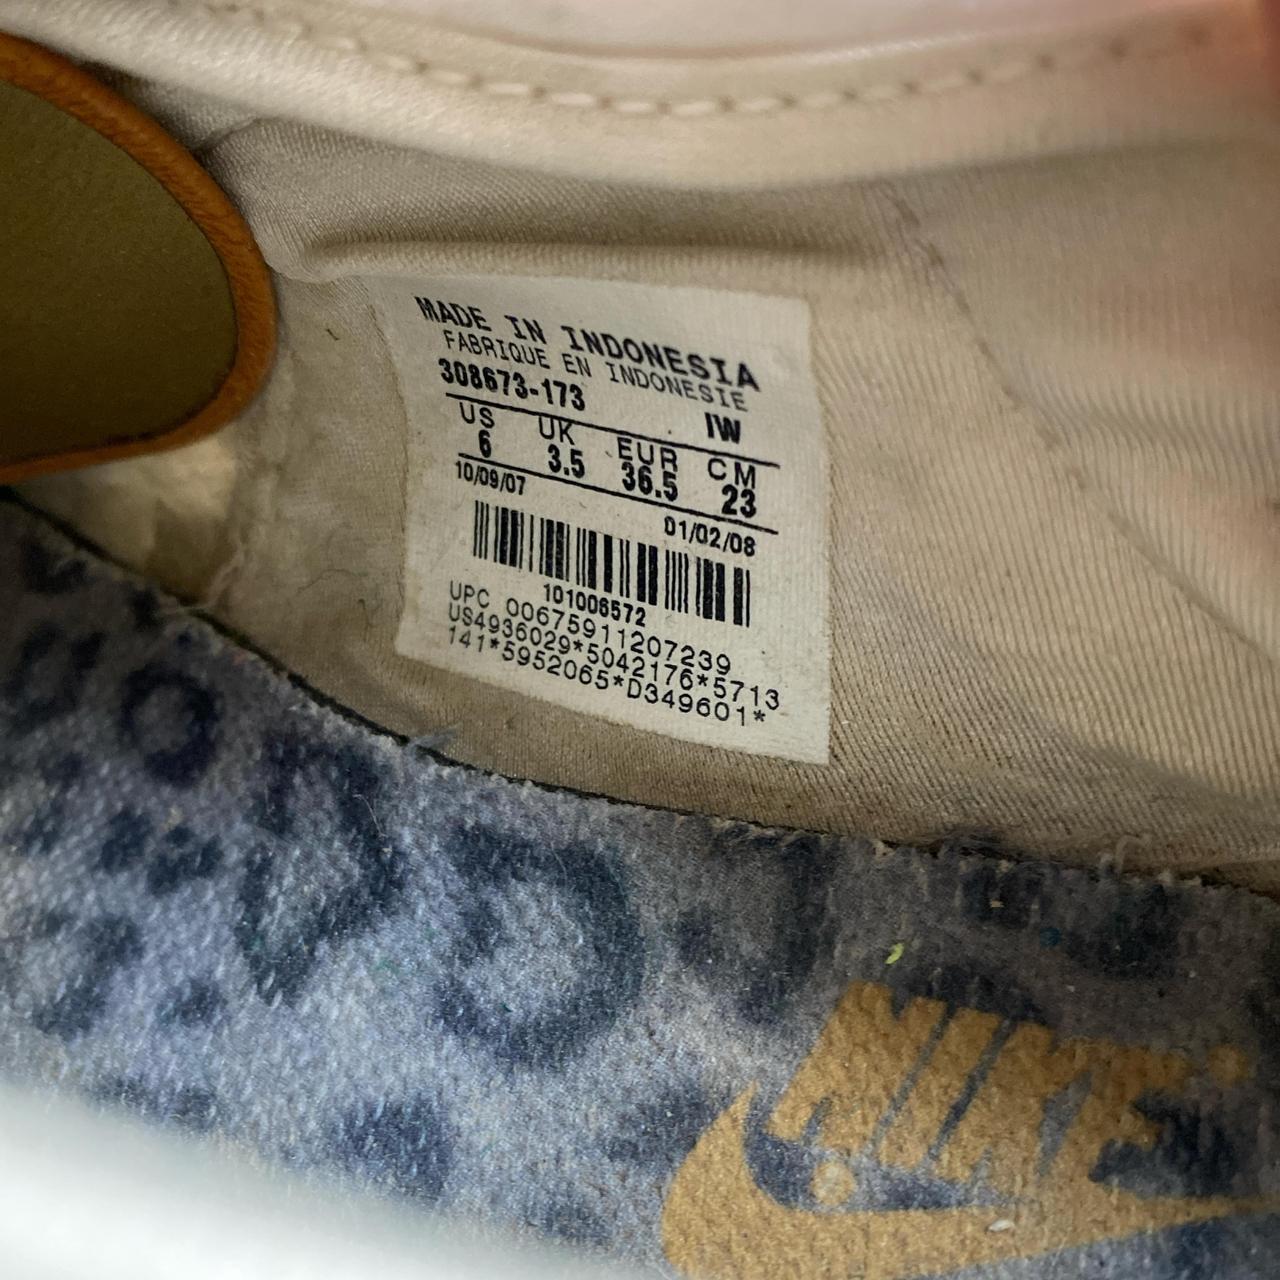 MADE IN INDONESIA
FABRIQUE EN INDONESIE
308673-173 IW
US UK EUR CM
6 3.5 36.5 23
10/09/07 01/02/08
101006572
UPC 00675911207239
US4936029*5042176*5713
141*5952065*D349601*
NIKE